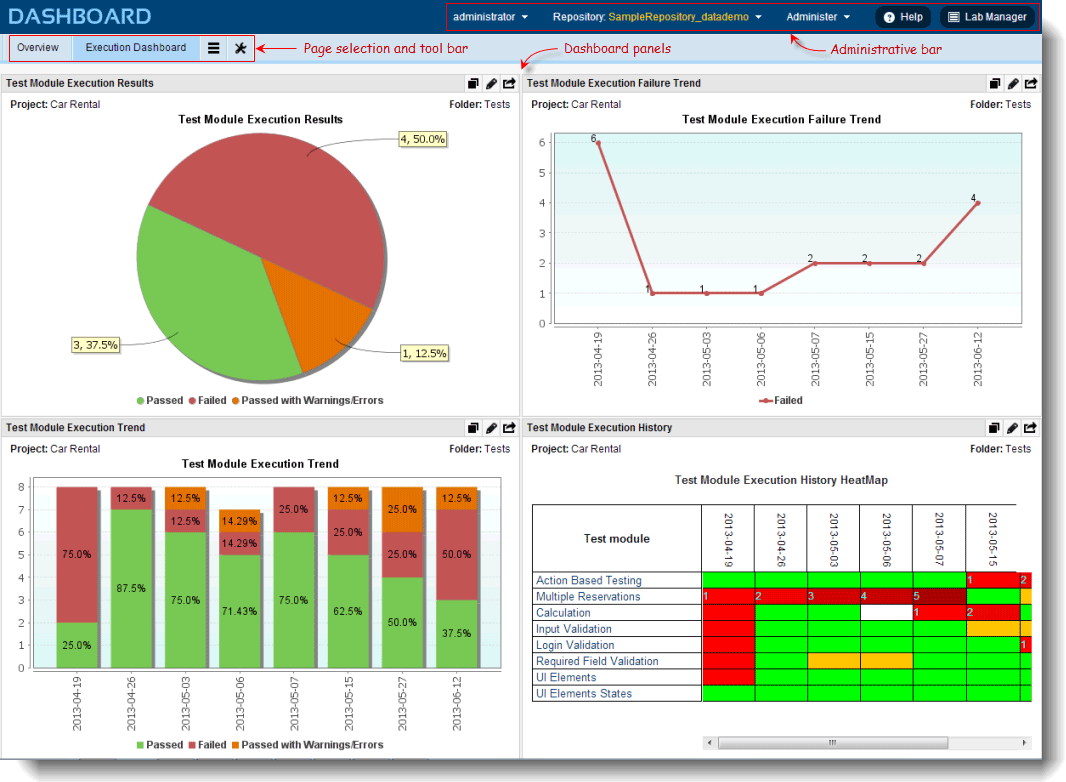 DASHBOARD
administrator
Repository: SampleRepository_datademo
Administer
Help
Lab Manager
Overview
Execution Dashboard
Page selection and tool bar
Dashboard panels
Administrative bar
Test Module Execution Results
Project: Car Rental
Folder: Tests
Test Module Execution Results
4, 50.0%
3, 37.5%
1, 12.5%
Passed Failed Passed with Warnings/Errors
Test Module Execution Failure Trend
Project: Car Rental
Folder: Tests
Test Module Execution Failure Trend
6
5
4
3
2
1
0
6
1
1
1
2
2
2
4
2013-04-19
2013-04-26
2013-05-03
2013-05-06
2013-05-07
2013-05-15
2013-05-27
2013-06-12
Failed
Test Module Execution Trend
Project: Car Rental
Folder: Tests
Test Module Execution Trend
8
7
6
5
4
3
2
1
0
75.0%
25.0%
12.5%
87.5%
12.5%
12.5%
75.0%
14.29%
14.29%
71.43%
25.0%
75.0%
12.5%
25.0%
62.5%
25.0%
25.0%
50.0%
12.5%
50.0%
37.5%
2013-04-19
2013-04-26
2013-05-03
2013-05-06
2013-05-07
2013-05-15
2013-05-27
2013-06-12
Passed Failed Passed with Warnings/Errors
Test Module Execution History
Project: Car Rental
Folder: Tests
Test Module Execution History HeatMap
Test module
2013-04-19
2013-04-26
2013-05-03
2013-05-06
2013-05-07
2013-05-15
Action Based Testing 1 2
Multiple Reservations 1 2 3 4 5
Calculation 1 2
Input Validation
Login Validation 1
Required Field Validation
UI Elements
UI Elements States